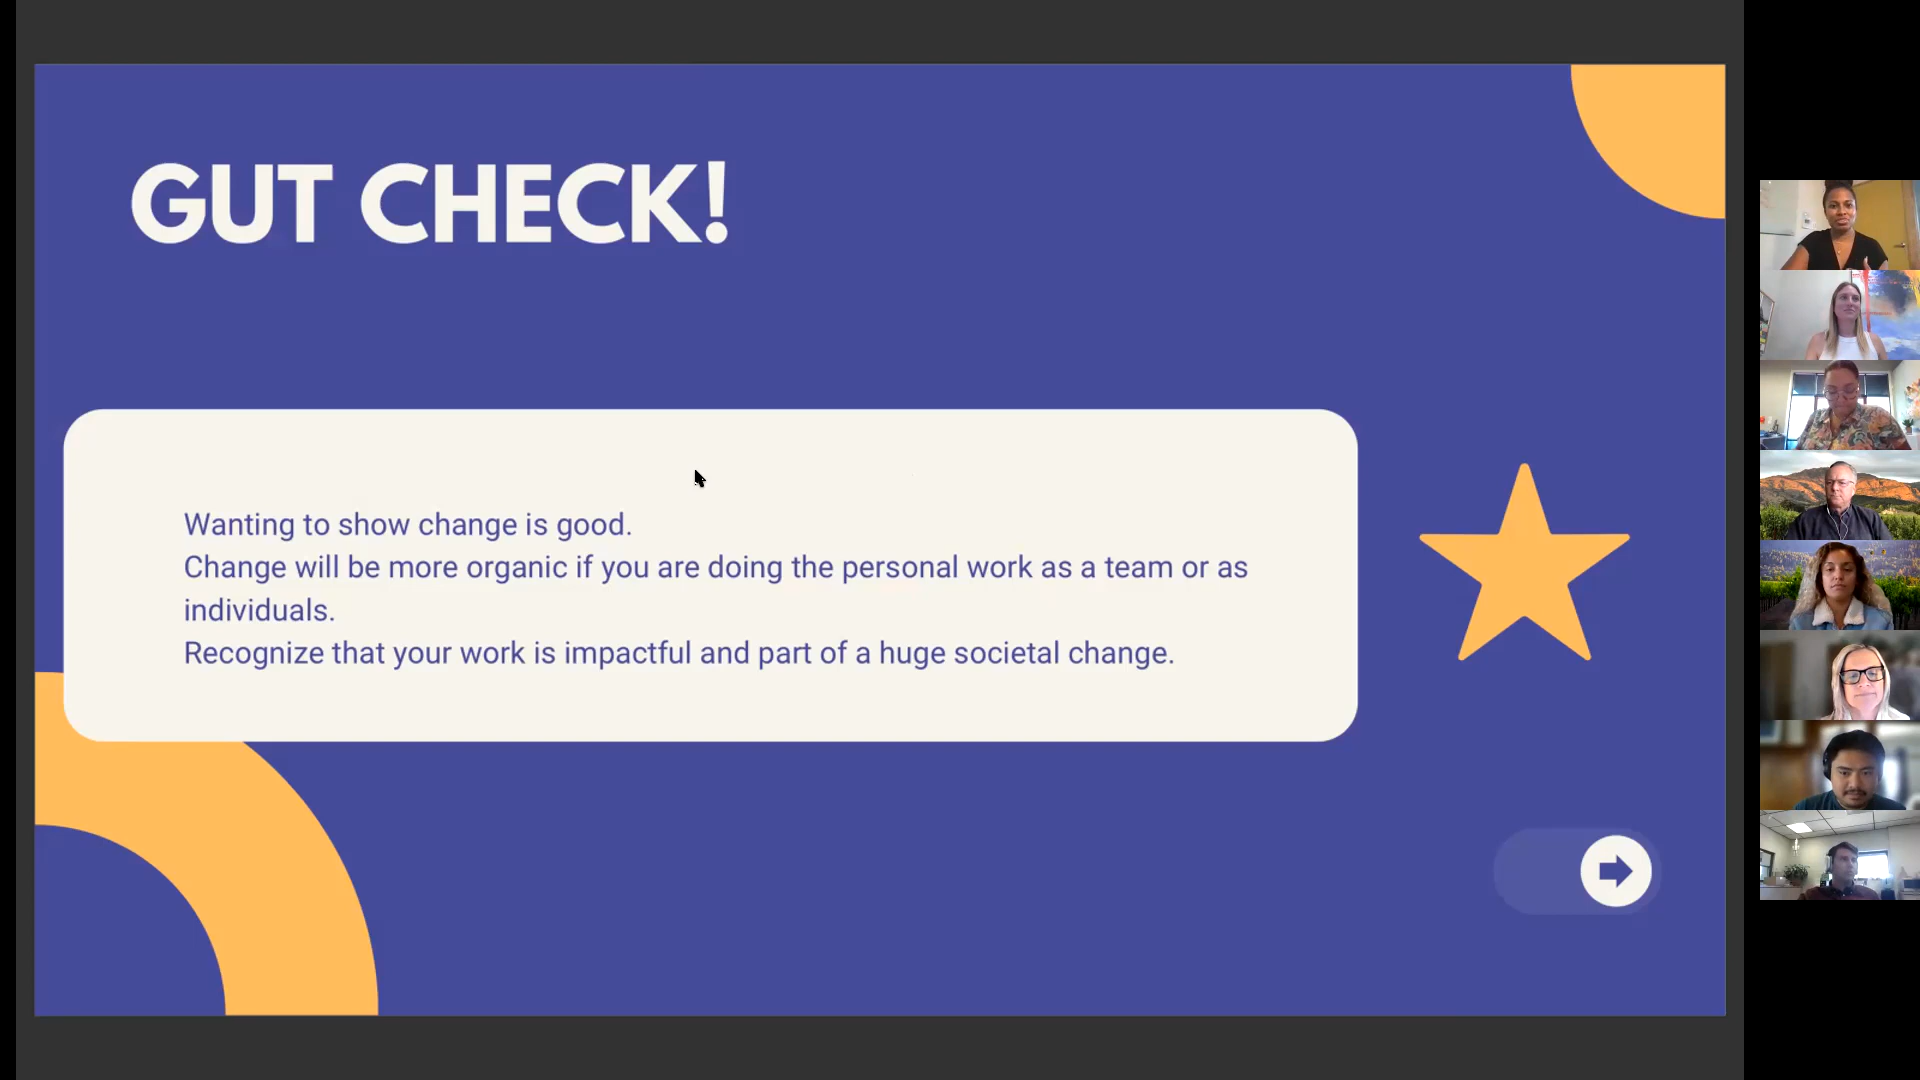 GUT CHECK!
Wanting to show change is good.
Change will be more organic if you are doing the personal work as a team or as
individuals.
Recognize that your work is impactful and part of a huge societal change.